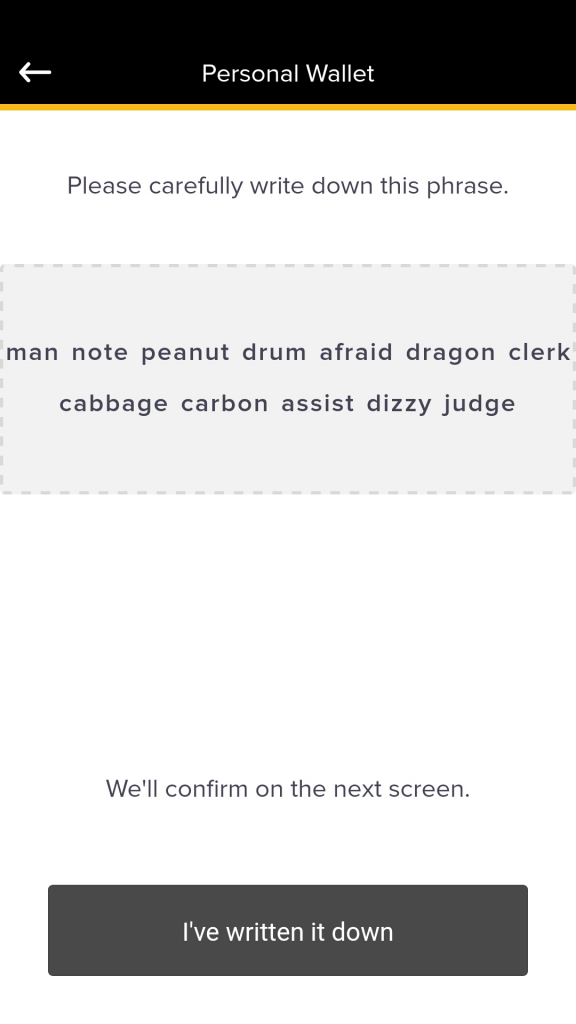 Personal Wallet
Please carefully write down this phrase.
man note peanut drum afraid dragon clerk
cabbage carbon assist dizzy judge
We'll confirm on the next screen.
I've written it down